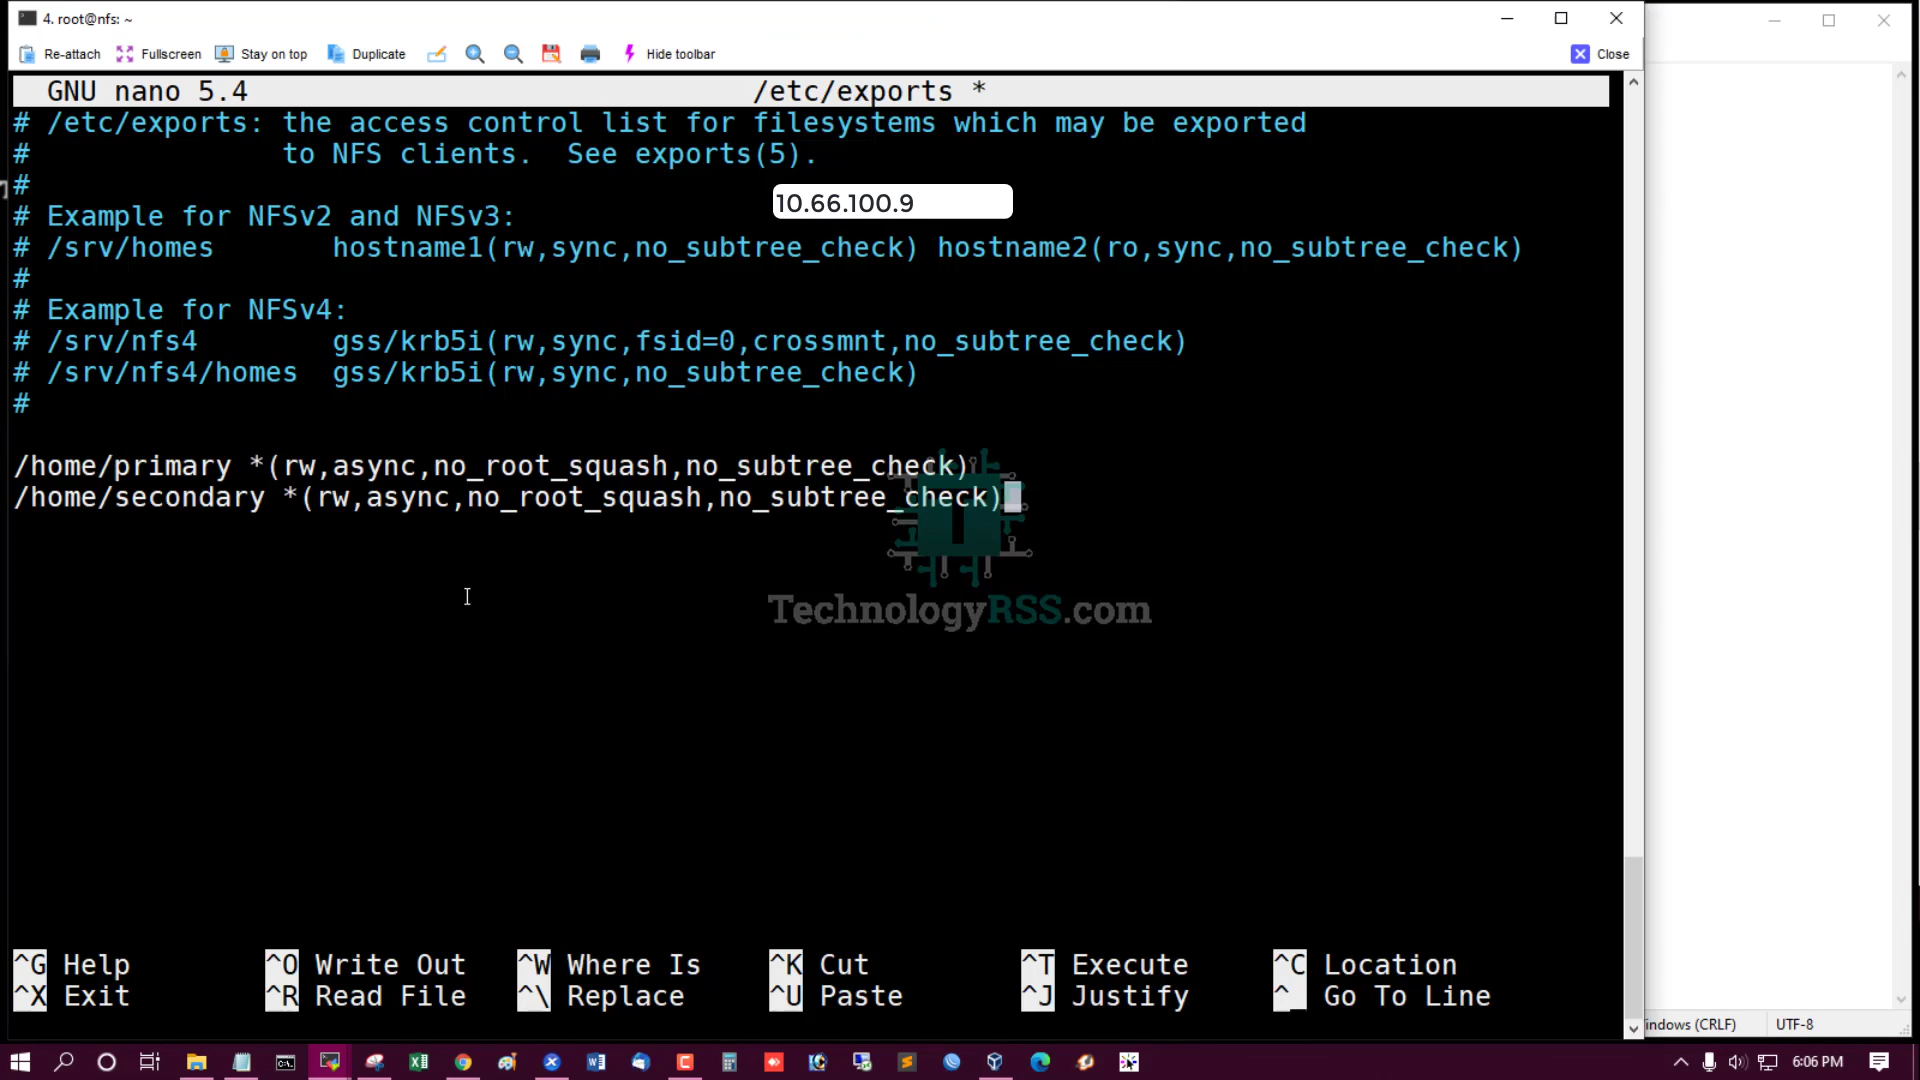 4. root@nfs: ~
Re-attach Fullscreen Stay on top Duplicate Hide toolbar Close
GNU nano 5.4 /etc/exports *
# /etc/exports: the access control list for filesystems which may be exported
# to NFS clients. See exports(5).
#
10.66.100.9
# Example for NFSv2 and NFSv3:
# /srv/homes hostname1(rw,sync,no_subtree_check) hostname2(ro,sync,no_subtree_check)
#
# Example for NFSv4:
# /srv/nfs4 gss/krb5i(rw,sync,fsid=0,crossmnt,no_subtree_check)
# /srv/nfs4/homes gss/krb5i(rw,sync,no_subtree_check)
#
/home/primary *(rw,async,no_root_squash,no_subtree_check)
/home/secondary *(rw,async,no_root_squash,no_subtree_check)
TechnologyRSS.com
^G Help ^O Write Out ^W Where Is ^K Cut ^T Execute ^C Location
^X Exit ^R Read File ^\ Replace ^U Paste ^J Justify ^_ Go To Line
indows (CRLF) UTF-8
6:06 PM